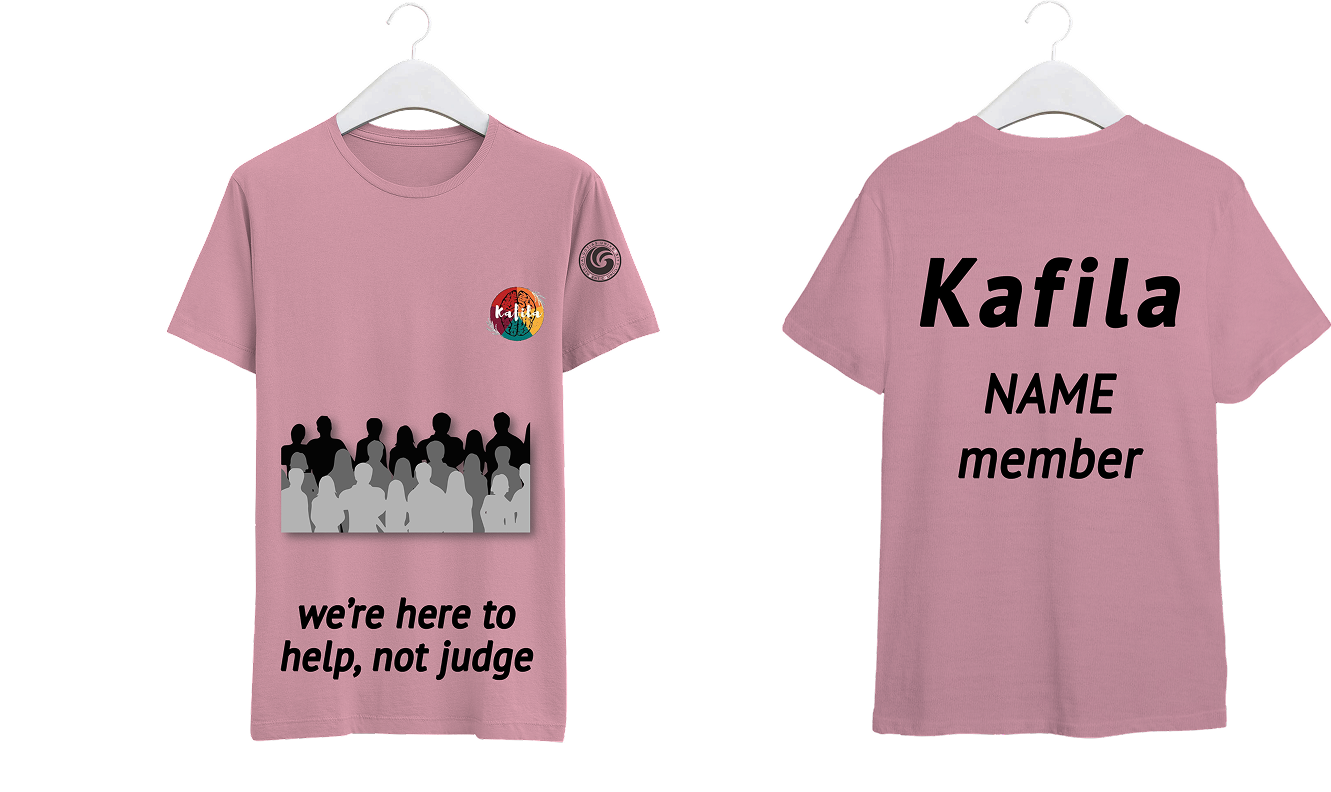 Kafila
we're here to
help, not judge
Kafila
NAME
member